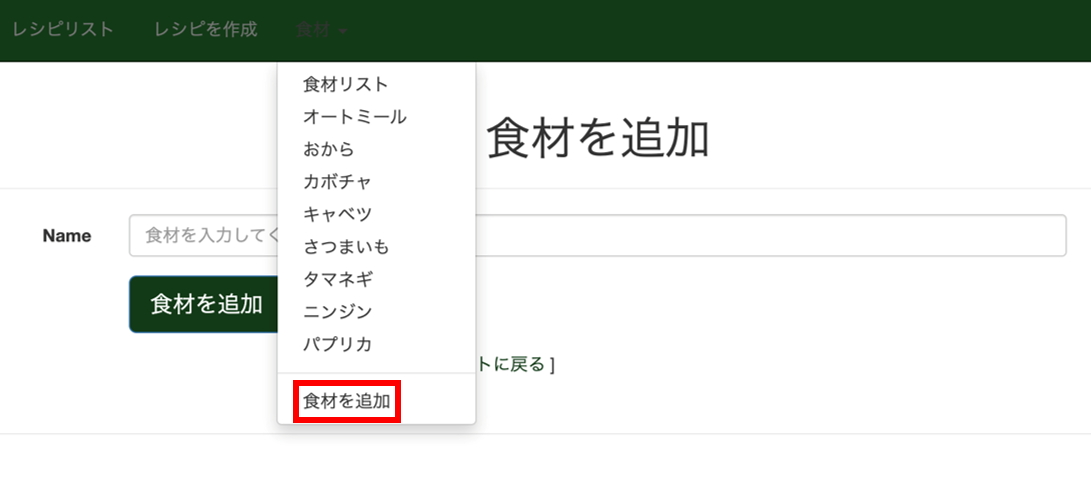 レシピリスト レシピを作成 食材
食材リスト
オートミール
おから
カボチャ
キャベツ
さつまいも
タマネギ
ニンジン
パプリカ
食材を追加
食材を追加
Name 食材を入力してく
食材を追加
トに戻る ]